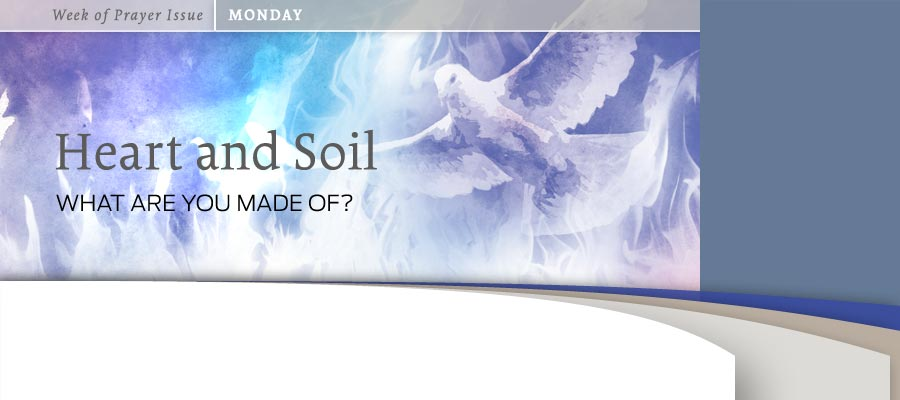 Week of Prayer Issue MONDAY
Heart and Soil
WHAT ARE YOU MADE OF?